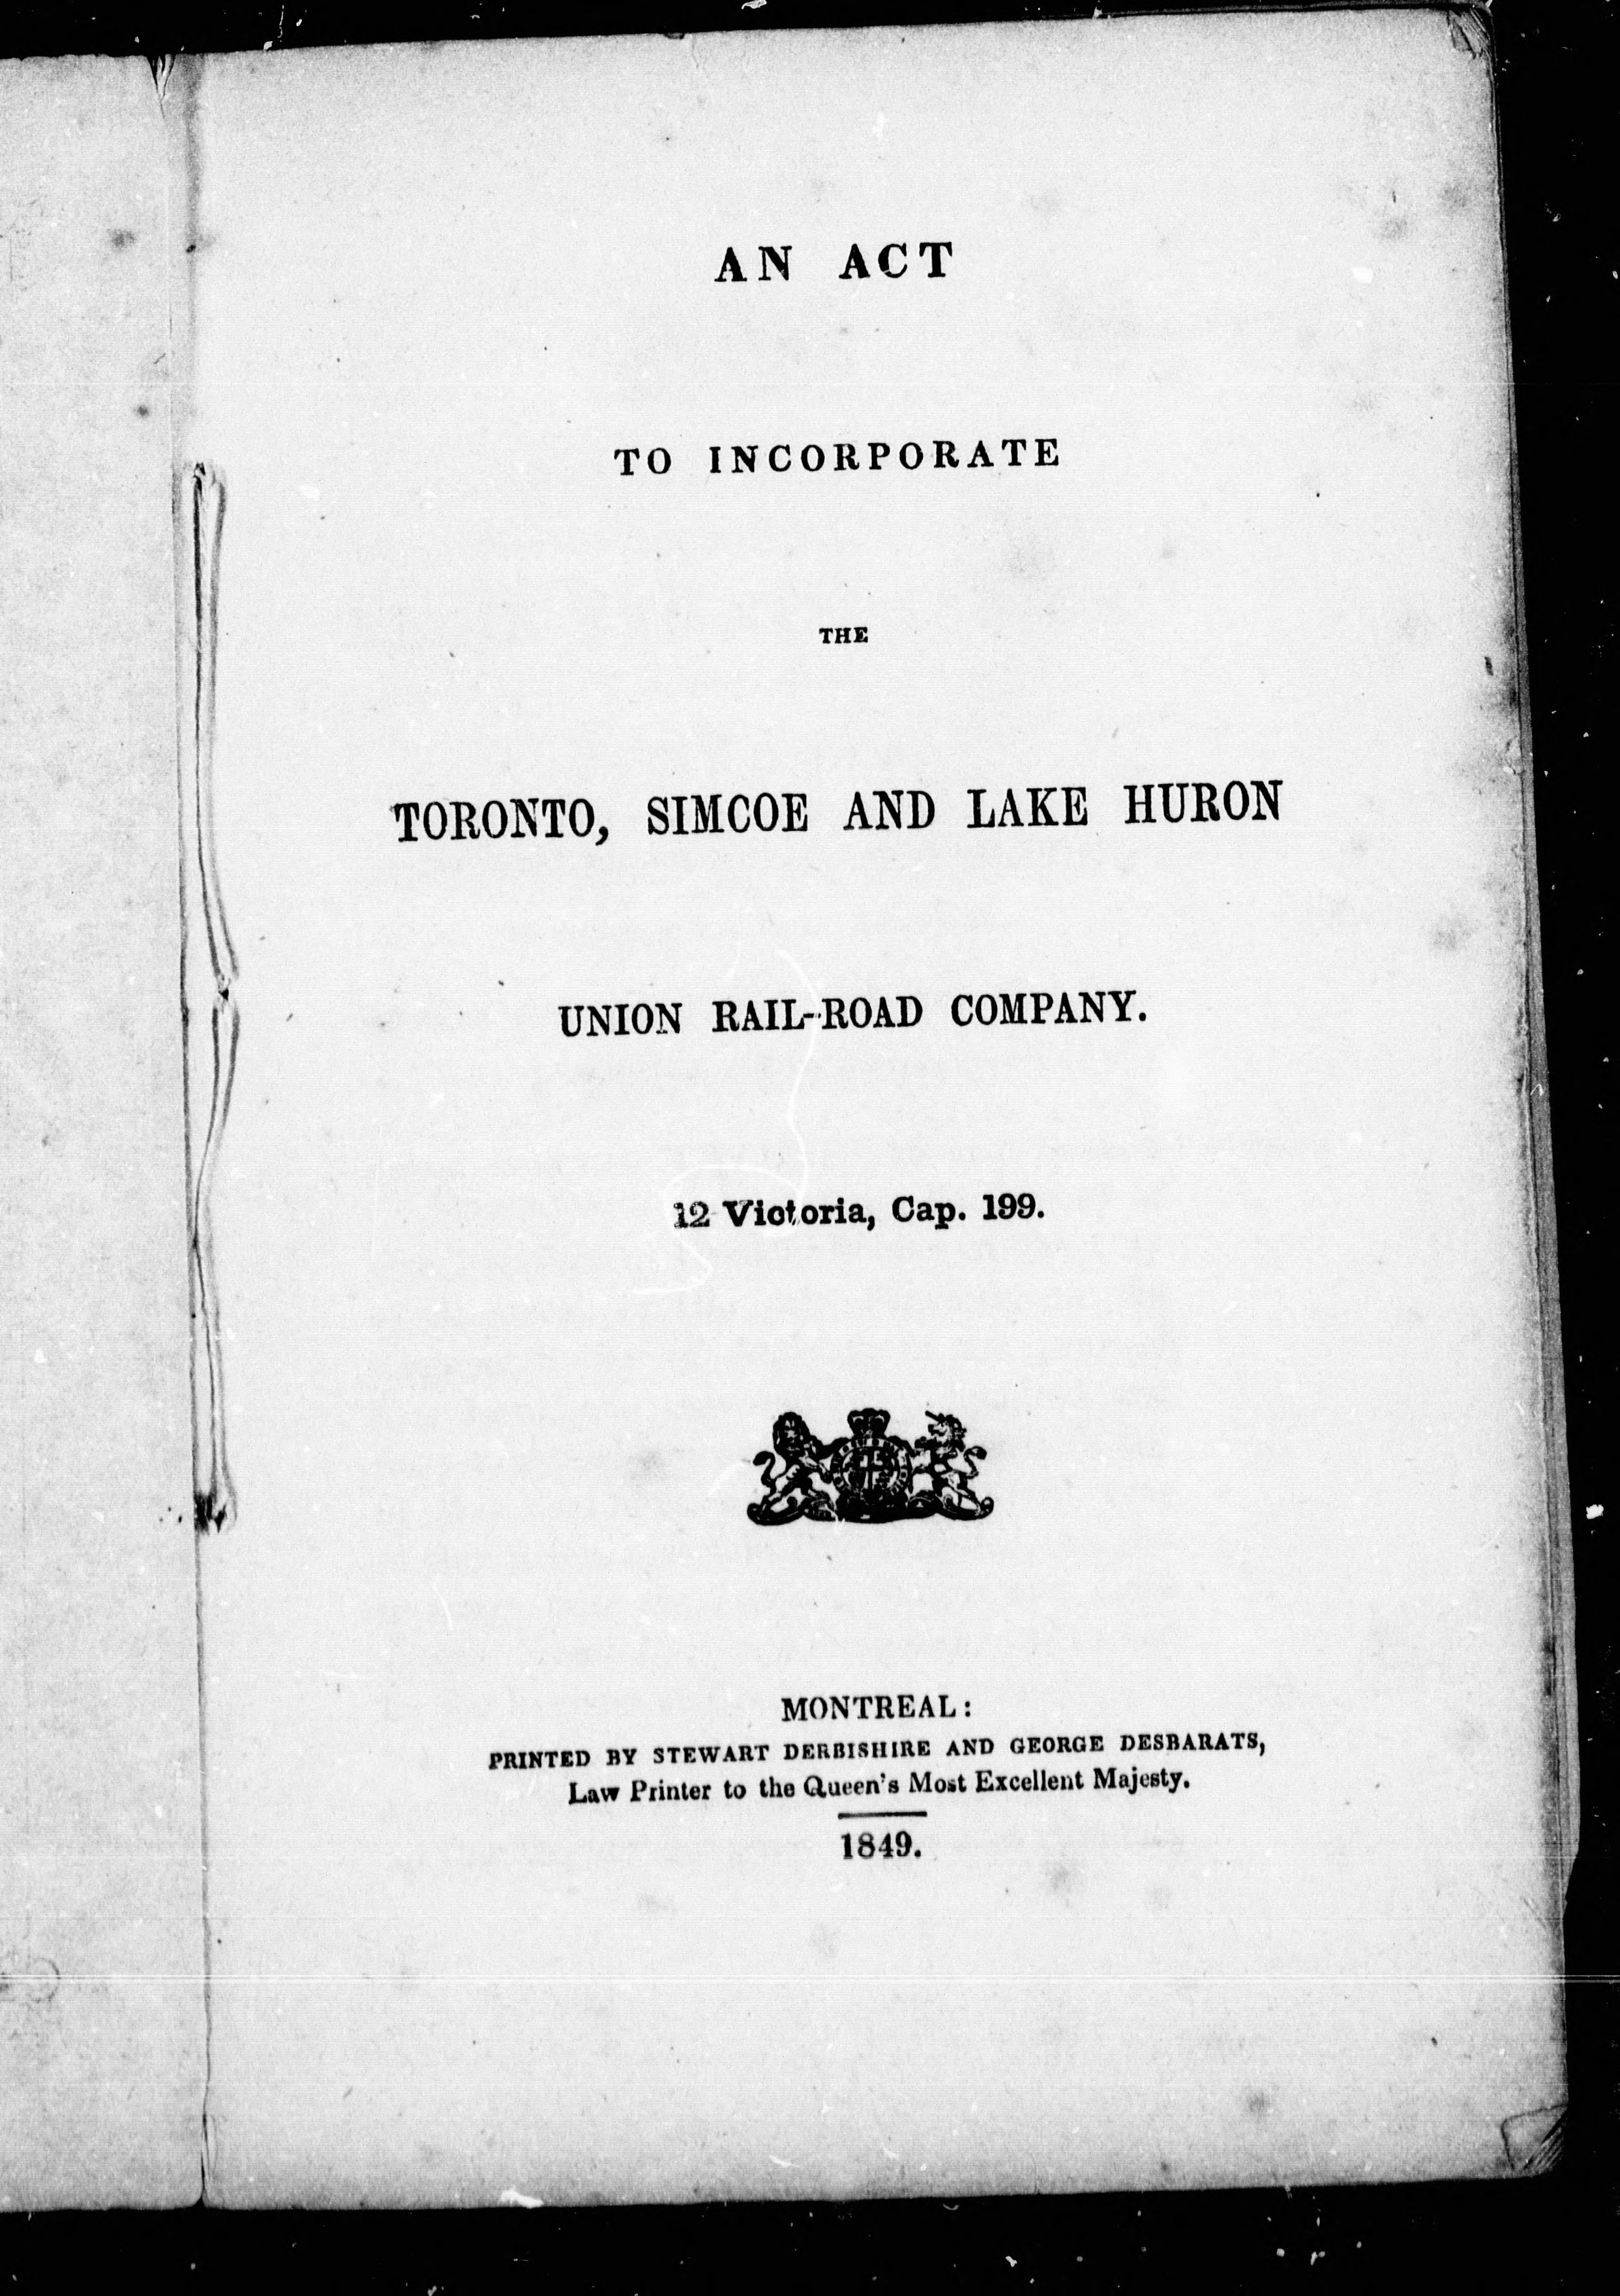 AN ACT
TO INCORPORATE
THE
TORONTO, SIMCOE AND LAKE HURON
UNION RAIL-ROAD COMPANY.
12 Victoria, Cap. 199.
MONTREAL:
PRINTED BY STEWART DERBISHIRE AND GEORGE DESBARATS,
Law Printer to the Queen's Most Excellent Majesty.
1849.